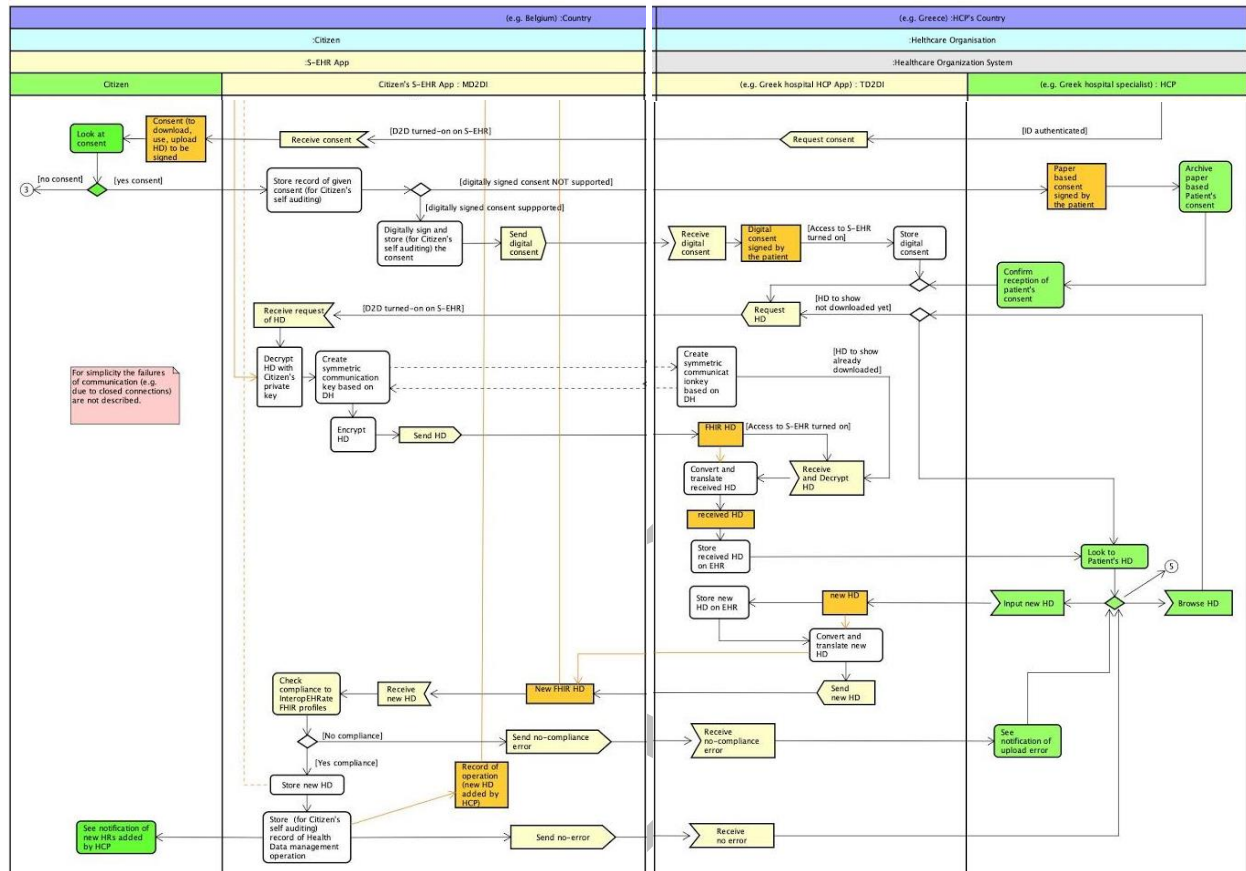 (e.g. Belgium) :Country
(e.g. Greece) :HCP's Country
:Citizen
:Helthcare Organisation
:S-EHR App
:Healthcare Organization System
Citizen
Citizen's S-EHR App : MD2DI
(e.g. Greek hospital HCP App) : TD2DI
(e.g. Greek hospital specialist) : HCP
Look at
consent
Consent (to
download,
use, upload
HD) to be
signed
Receive consent
[D2D turned-on on S-EHR]
Request consent
[ID authenticated]
3
[no consent]
[yes consent]
Store record of given
consent (for Citizen's
self auditing)
[digitally signed consent NOT supported]
[digitally signed consent suppported]
Paper
based
consent
signed by
the patient
Archive
paper
based
Patient's
consent
Digitally sign and
store (for Citizen's
self auditing) the
consent
Send
digital
consent
Receive
digital
consent
Digital
consent
signed by
the patient
[Access to S-EHR
turned on]
Store
digital
consent
Confirm
reception of
patient's
consent
Receive request
of HD
[D2D turned-on on S-EHR]
Request
HD
[HD to show
not downloaded yet]
For simplicity the failures
of communication (e.g.
due to closed connections)
are not described.
Decrypt
HD with
Citizen's
private
key
Create
symmetric
communication
key based on
DH
Create
symmetric
communicat
ionkey
based on
DH
[HD to show
already
downloaded]
Encrypt
HD
Send HD
FHIR HD
[Access to S-EHR turned on]
Convert and
translate
received HD
Receive
and Decrypt
HD
received HD
Store
received HD
on EHR
Look to
Patient's HD
5
Store new
HD on EHR
new HD
Input new HD
Browse HD
Convert and
translate new
HD
Check
compliance to
InteropEHRate
FHIR profiles
Receive
new HD
New FHIR HD
Send
new HD
[No compliance]
Send no-compliance
error
Receive
no-compliance
error
See
notification of
upload error
[Yes compliance]
Store new HD
Record of
operation
(new HD
added by
HCP)
See notification of
new HRs added by
HCP
Store (for Citizen's
self auditing)
record of Health
Data management
operation
Send no-error
Receive
no error